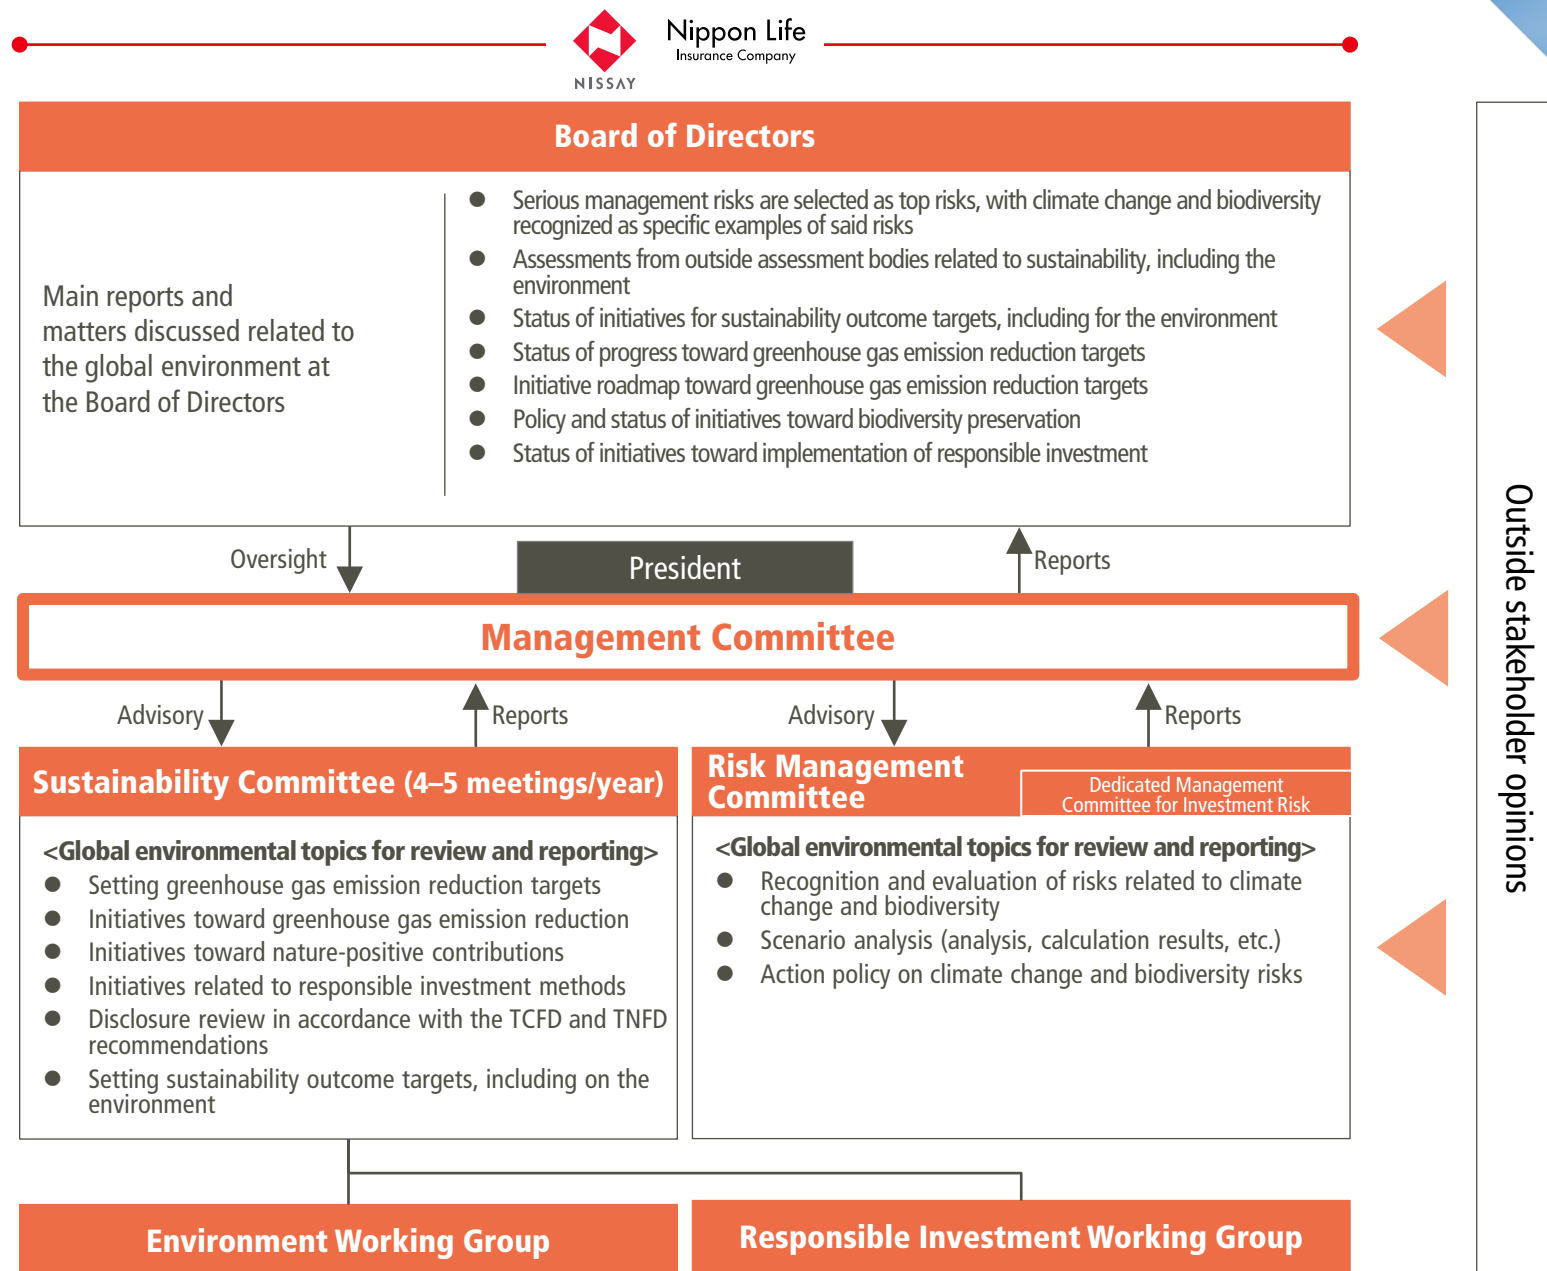 NISSAY
Nippon Life
Insurance Company
Board of Directors
Main reports and
matters discussed related to
the global environment at
the Board of Directors
● Serious management risks are selected as top risks, with climate change and biodiversity
recognized as specific examples of said risks
● Assessments from outside assessment bodies related to sustainability, including the
environment
● Status of initiatives for sustainability outcome targets, including for the environment
● Status of progress toward greenhouse gas emission reduction targets
● Initiative roadmap toward greenhouse gas emission reduction targets
● Policy and status of initiatives toward biodiversity preservation
● Status of initiatives toward implementation of responsible investment
Oversight
President
Reports
Management Committee
Advisory
Reports
Advisory
Reports
Sustainability Committee (4–5 meetings/year)
<Global environmental topics for review and reporting>
● Setting greenhouse gas emission reduction targets
● Initiatives toward greenhouse gas emission reduction
● Initiatives toward nature-positive contributions
● Initiatives related to responsible investment methods
● Disclosure review in accordance with the TCFD and TNFD
recommendations
● Setting sustainability outcome targets, including on the
environment
Risk Management
Committee
Dedicated Management
Committee for Investment Risk
<Global environmental topics for review and reporting>
● Recognition and evaluation of risks related to climate
change and biodiversity
● Scenario analysis (analysis, calculation results, etc.)
● Action policy on climate change and biodiversity risks
Environment Working Group
Responsible Investment Working Group
Outside stakeholder opinions